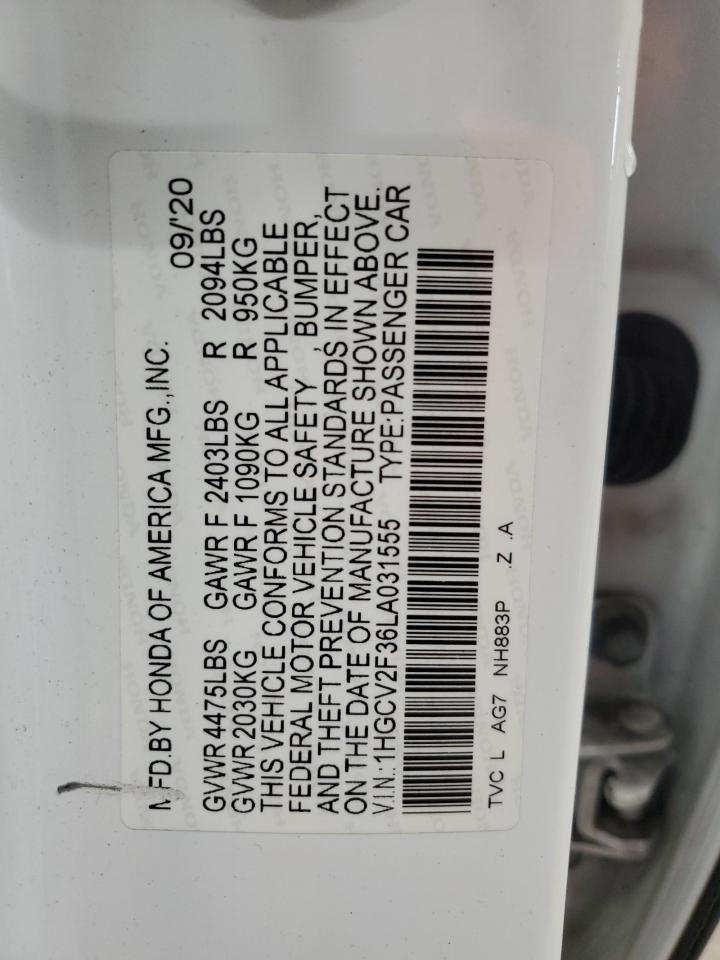 MFD.BY HONDA OF AMERICA MFG.,INC. 09/'20
GVWR 4475LBS GAWR F 2403LBS R 2094LBS
GVWR 2030KG GAWR F 1090KG R 950KG
THIS VEHICLE CONFORMS TO ALL APPLICABLE
FEDERAL MOTOR VEHICLE SAFETY, BUMPER,
AND THEFT PREVENTION STANDARDS IN EFFECT
ON THE DATE OF MANUFACTURE SHOWN ABOVE.
V.I.N.:1HGCV2F36LA031555 TYPE:PASSENGER CAR
TVC L AG7 NH883P .Z .A